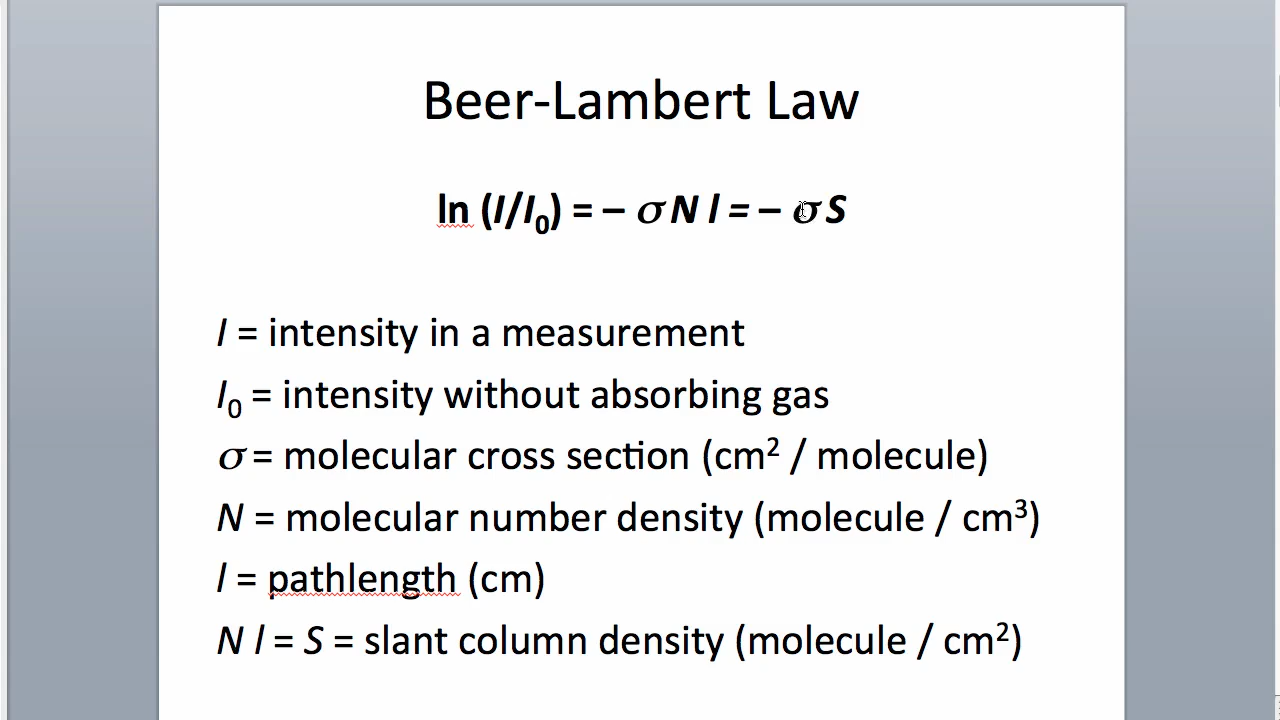 Beer-Lambert Law
ln (I/I₀) = – σ N l = – σ S
I = intensity in a measurement
I₀ = intensity without absorbing gas
σ = molecular cross section (cm² / molecule)
N = molecular number density (molecule / cm³)
l = pathlength (cm)
N l = S = slant column density (molecule / cm²)